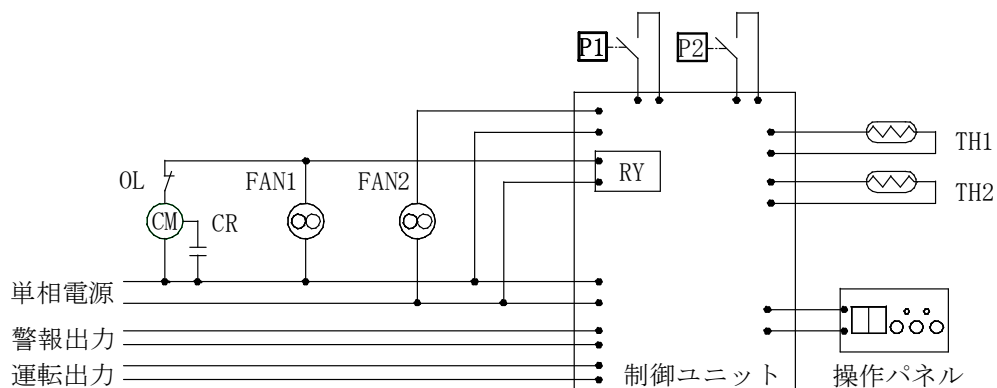 P1
P2
TH1
RY
OL
FAN1
FAN2
TH2
CM
CR
単相電源
警報出力
運転出力
制御ユニット
操作パネル